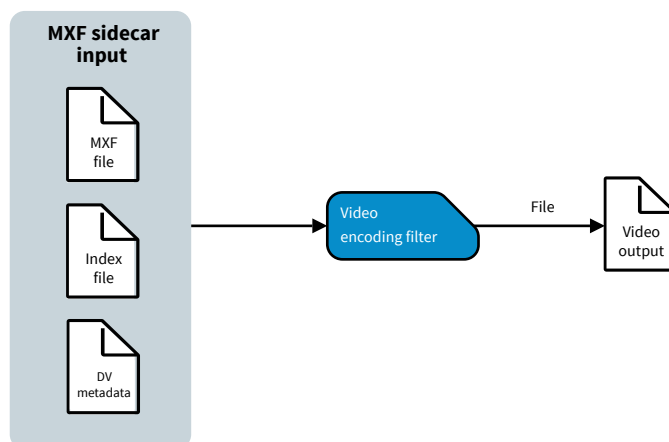 MXF sidecar
input
MXF
file
Index
file
DV
metadata
Video
encoding filter
File
Video
output